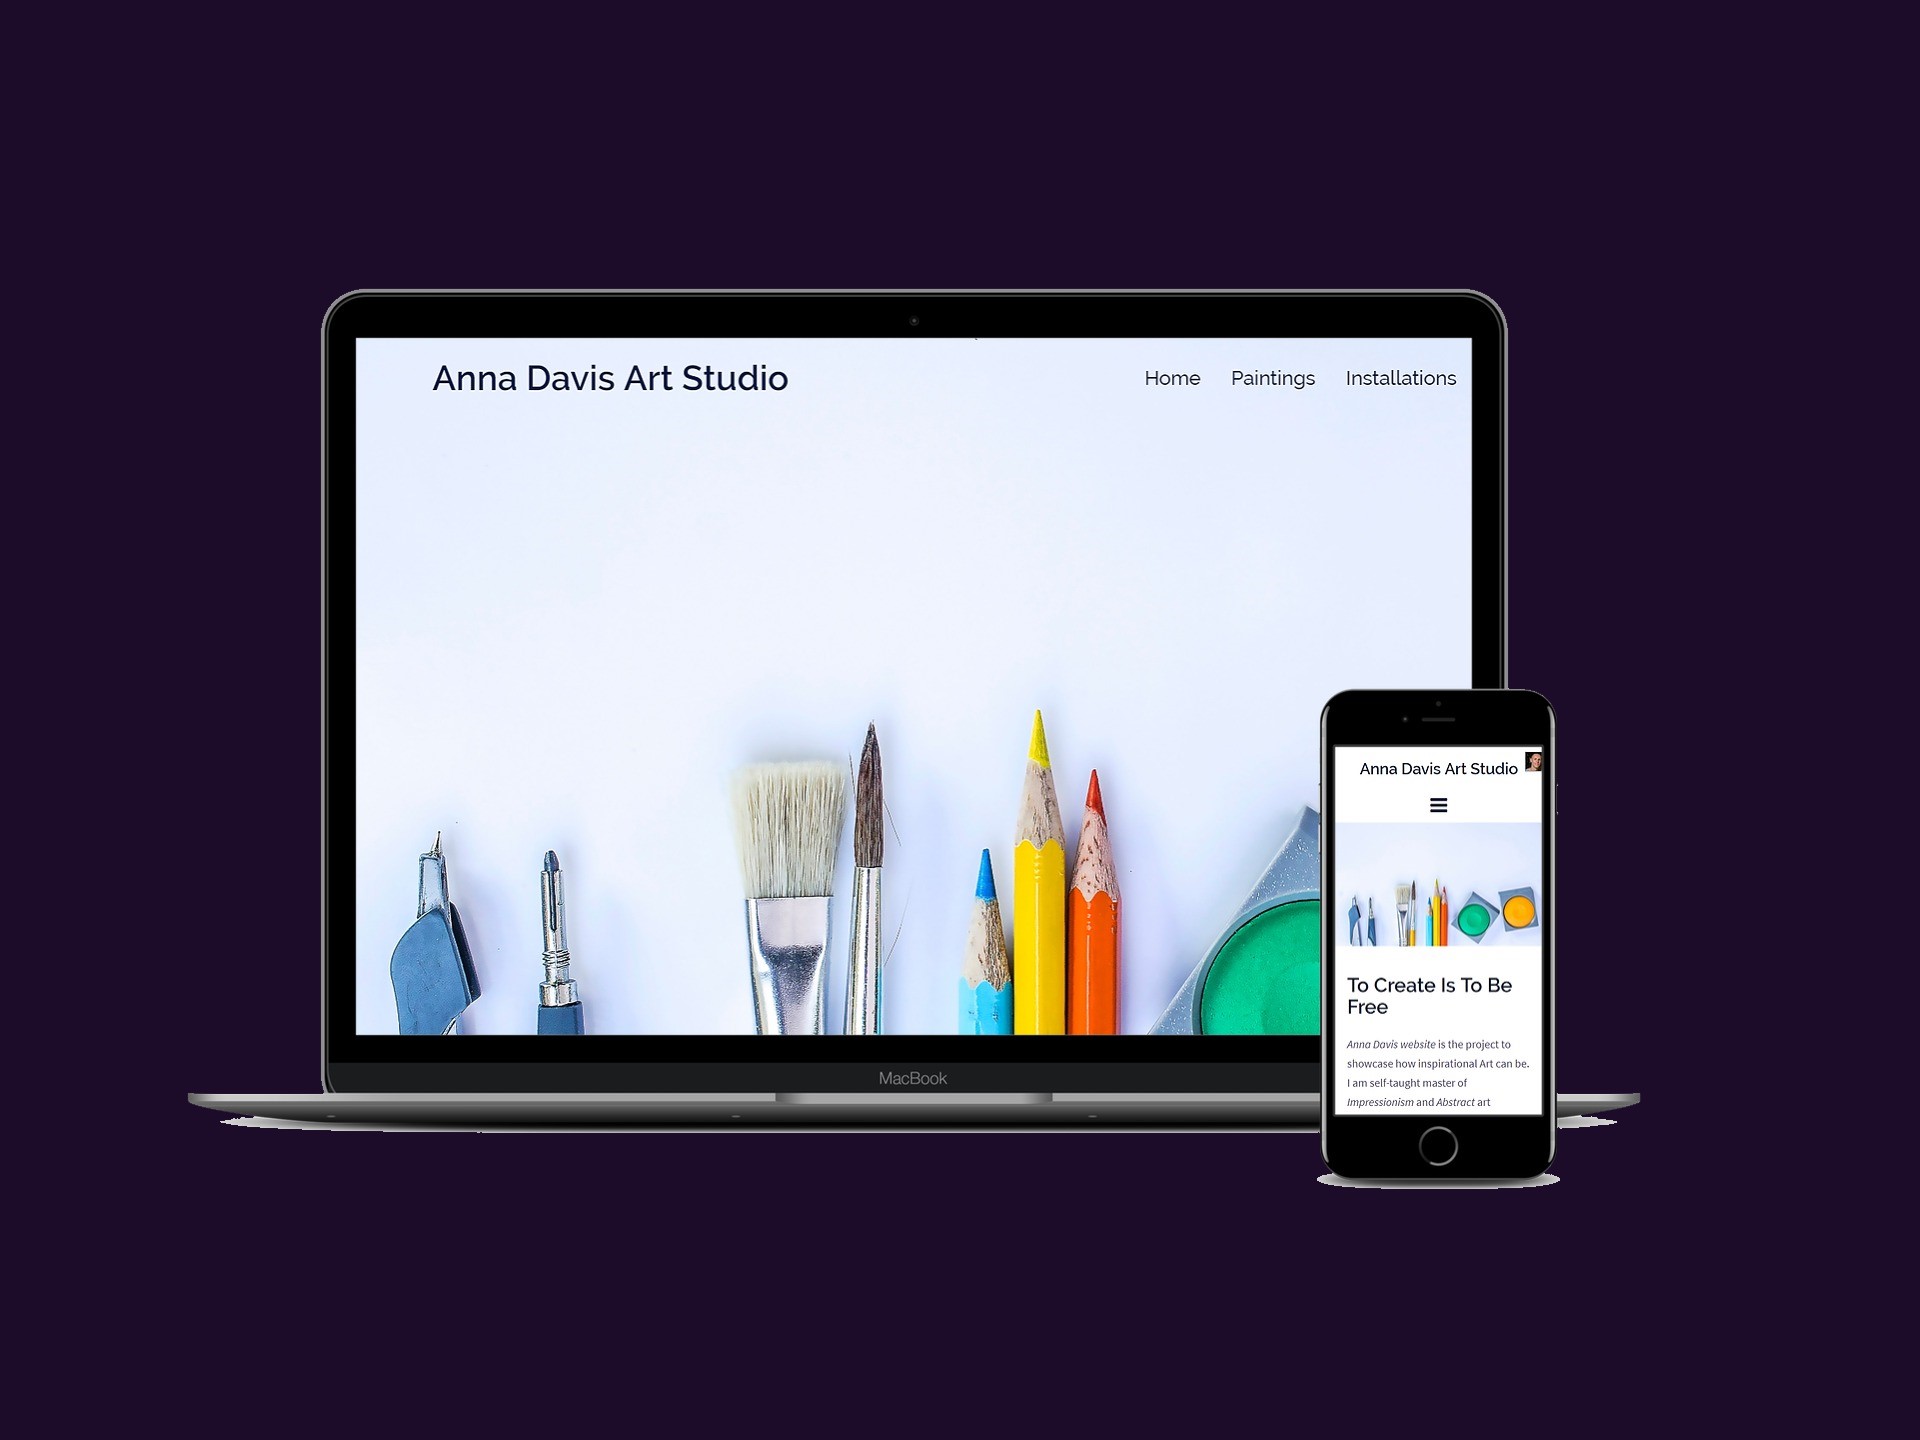 Anna Davis Art Studio
Home Paintings Installations
MacBook
Anna Davis Art Studio
To Create Is To Be
Free
Anna Davis website is the project to
showcase how inspirational Art can be.
I am self-taught master of
Impressionism and Abstract art